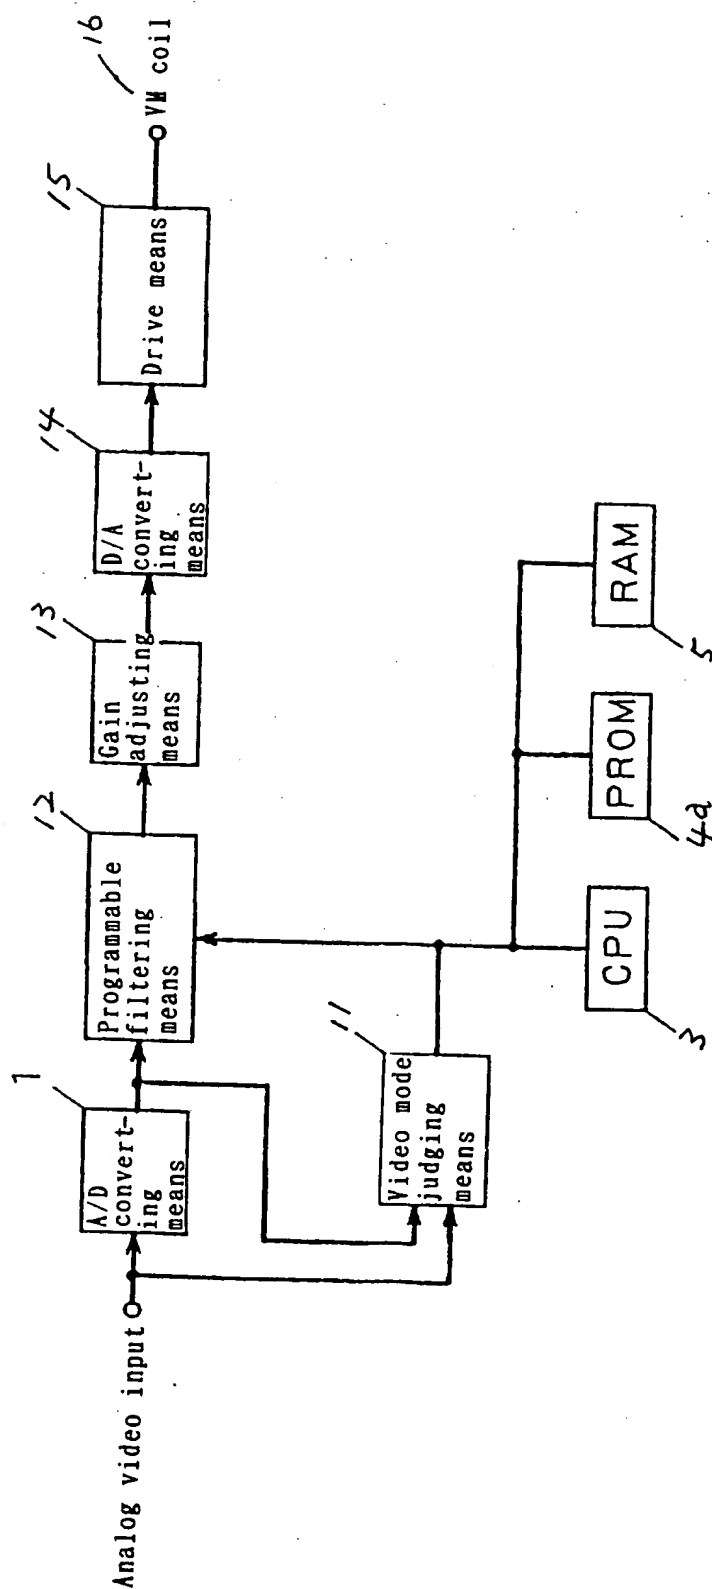 Analog video input
1
A/D
convert-
ing
means
12
Programmable
filtering
means
13
Gain
adjusting
means
14
D/A
convert-
ing
means
15
Drive means
16
VM coil
11
Video mode
judging
means
3
CPU
4a
PROM
5
RAM